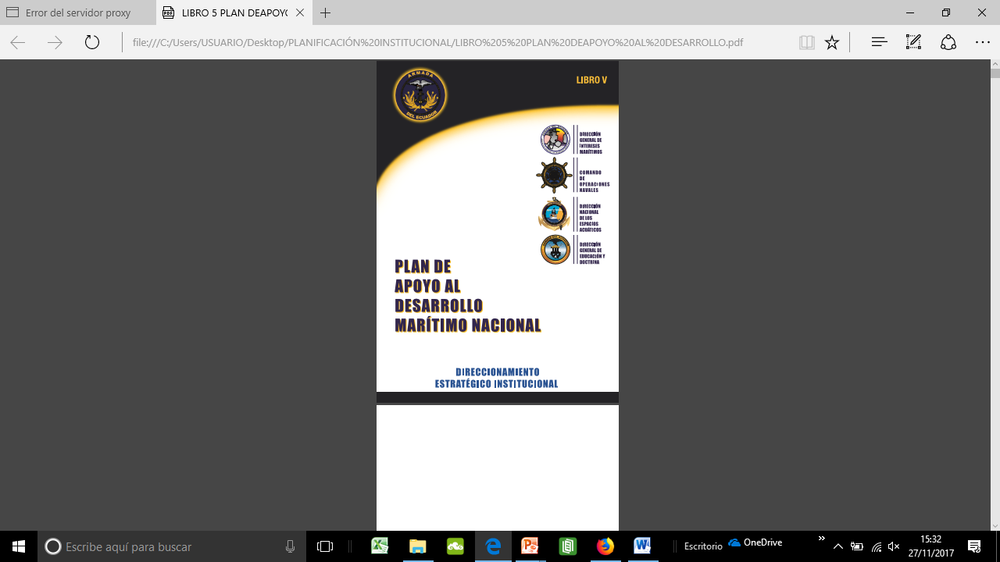 Error del servidor proxy
LIBRO 5 PLAN DEAPOYO
file:///C:/Users/USUARIO/Desktop/PLANIFICACIÓN%20INSTITUCIONAL/LIBRO%205%20PLAN%20DEAPOYO%20AL%20DESARROLLO.pdf
ARMADA
DEL ECUADOR
LIBRO V
DIRECCIÓN
GENERAL DE
INTERESES
MARÍTIMOS
COMANDO
DE
OPERACIONES
NAVALES
DIRECCIÓN
NACIONAL
DE LOS
ESPACIOS
ACUÁTICOS
DIRECCIÓN
GENERAL DE
EDUCACIÓN Y
DOCTRINA
PLAN DE
APOYO AL
DESARROLLO
MARÍTIMO NACIONAL
DIRECCIONAMIENTO
ESTRATÉGICO INSTITUCIONAL
Escribe aquí para buscar
Escritorio
OneDrive
15:32
27/11/2017